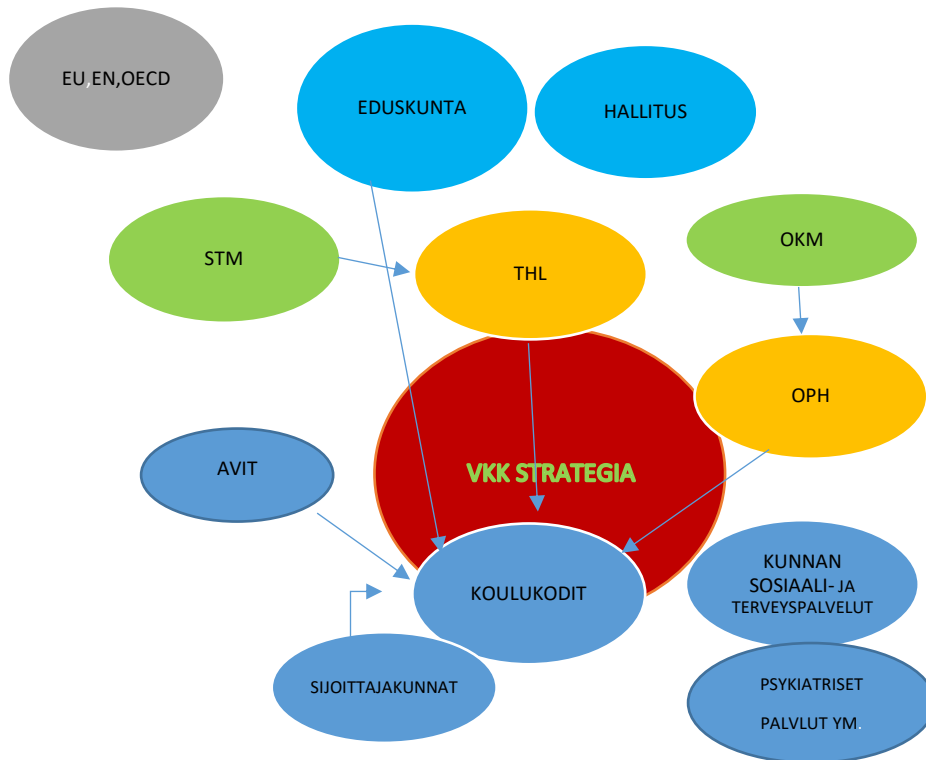 EU,EN,OECD
EDUSKUNTA
HALLITUS
STM
THL
OKM
OPH
AVIT
VKK STRATEGIA
KOULUKODIT
KUNNAN
SOSIAALI- JA
TERVEYSPALVELUT
SIJOITTAJAKUNNAT
PSYKIATRISET
PALVLUT YM.